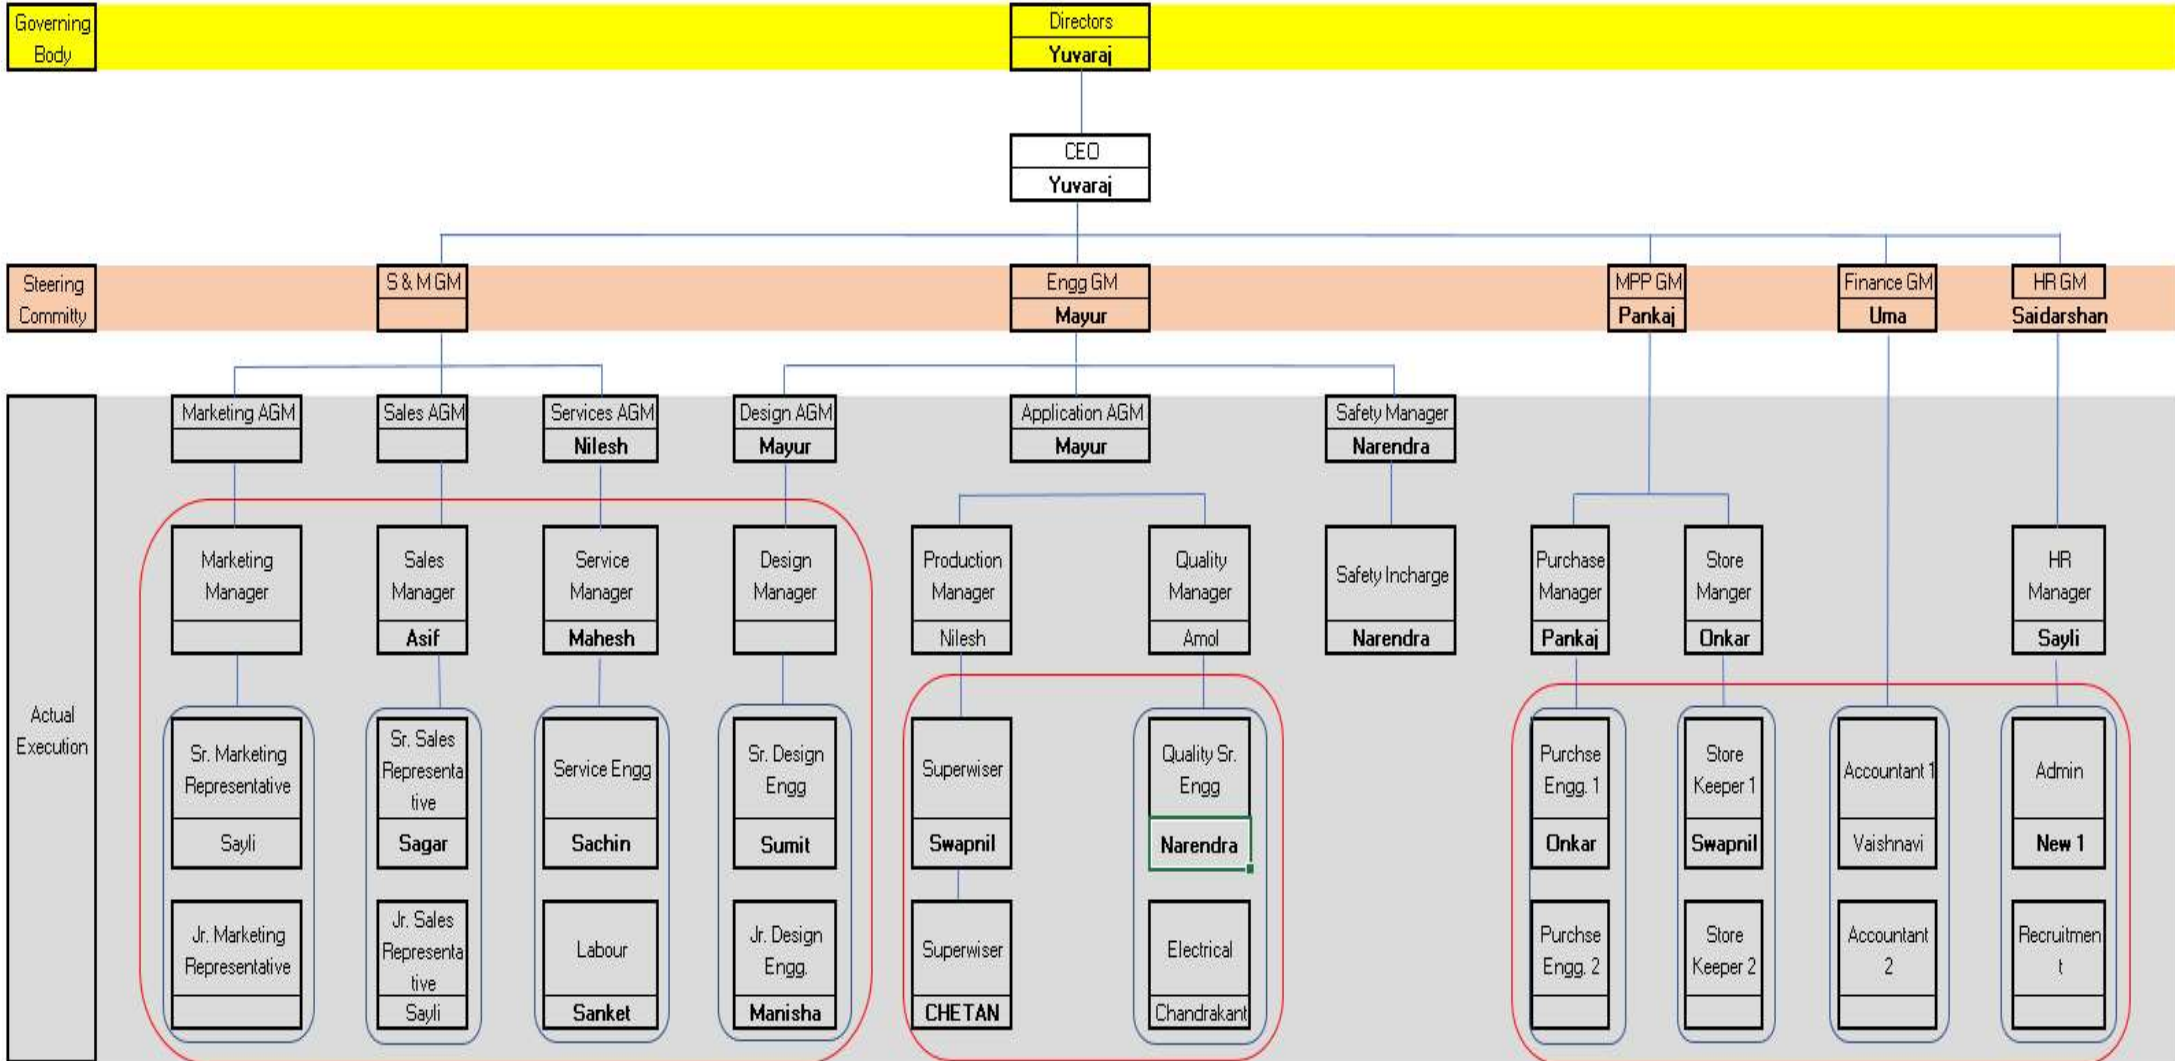 Governing
Body
Directors
Yuvaraj
CEO
Yuvaraj
Steering
Committy
S & M GM
Engg GM
Mayur
MPP GM
Pankaj
Finance GM
Uma
HR GM
Saidarshan
Actual
Execution
Marketing AGM
Sales AGM
Services AGM
Nilesh
Design AGM
Mayur
Application AGM
Mayur
Safety Manager
Narendra
Marketing
Manager
Sales
Manager
Asif
Service
Manager
Mahesh
Design
Manager
Production
Manager
Nilesh
Quality
Manager
Amol
Safety Incharge
Narendra
Purchase
Manager
Pankaj
Store
Manger
Onkar
HR
Manager
Sayli
Sr. Marketing
Representative
Sayli
Sr. Sales
Representa
tive
Sagar
Service Engg
Sachin
Sr. Design
Engg
Sumit
Superwiser
Swapnil
Quality Sr.
Engg
Narendra
Purchse
Engg. 1
Onkar
Store
Keeper 1
Swapnil
Accountant 1
Vaishnavi
Admin
New 1
Jr. Marketing
Representative
Jr. Sales
Representa
tive
Sayli
Labour
Sanket
Jr. Design
Engg.
Manisha
Superwiser
CHETAN
Electrical
Chandrakant
Purchse
Engg. 2
Store
Keeper 2
Accountant
2
Recruitmen
t